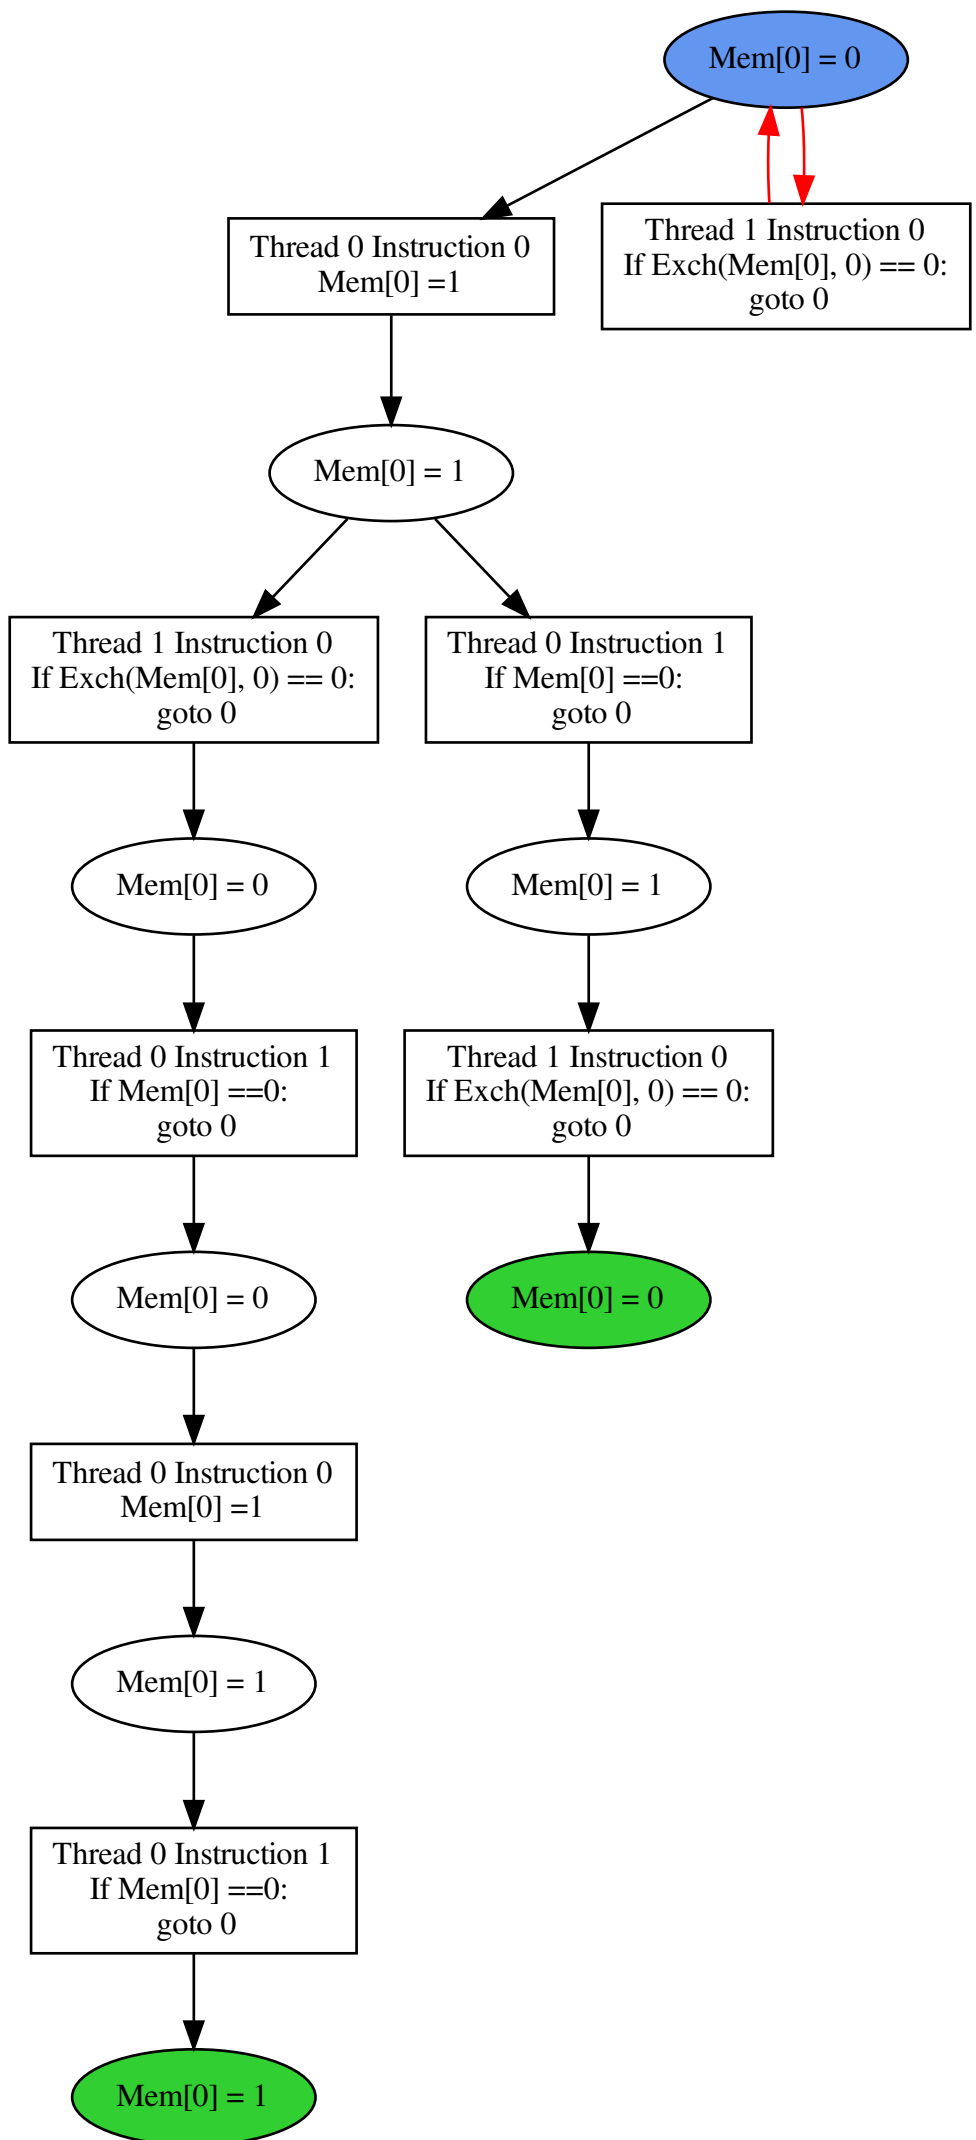 Mem[0] = 0
Thread 0 Instruction 0
Mem[0] =1
Thread 1 Instruction 0
If Exch(Mem[0], 0) == 0:
goto 0
Mem[0] = 1
Thread 1 Instruction 0
If Exch(Mem[0], 0) == 0:
goto 0
Thread 0 Instruction 1
If Mem[0] ==0:
goto 0
Mem[0] = 0
Mem[0] = 1
Thread 0 Instruction 1
If Mem[0] ==0:
goto 0
Thread 1 Instruction 0
If Exch(Mem[0], 0) == 0:
goto 0
Mem[0] = 0
Mem[0] = 0
Thread 0 Instruction 0
Mem[0] =1
Mem[0] = 1
Thread 0 Instruction 1
If Mem[0] ==0:
goto 0
Mem[0] = 1